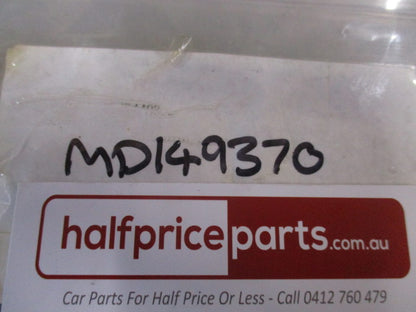 MD149370
halfpriceparts.com.au
Car Parts For Half Price Or Less - Call 0412 760 479